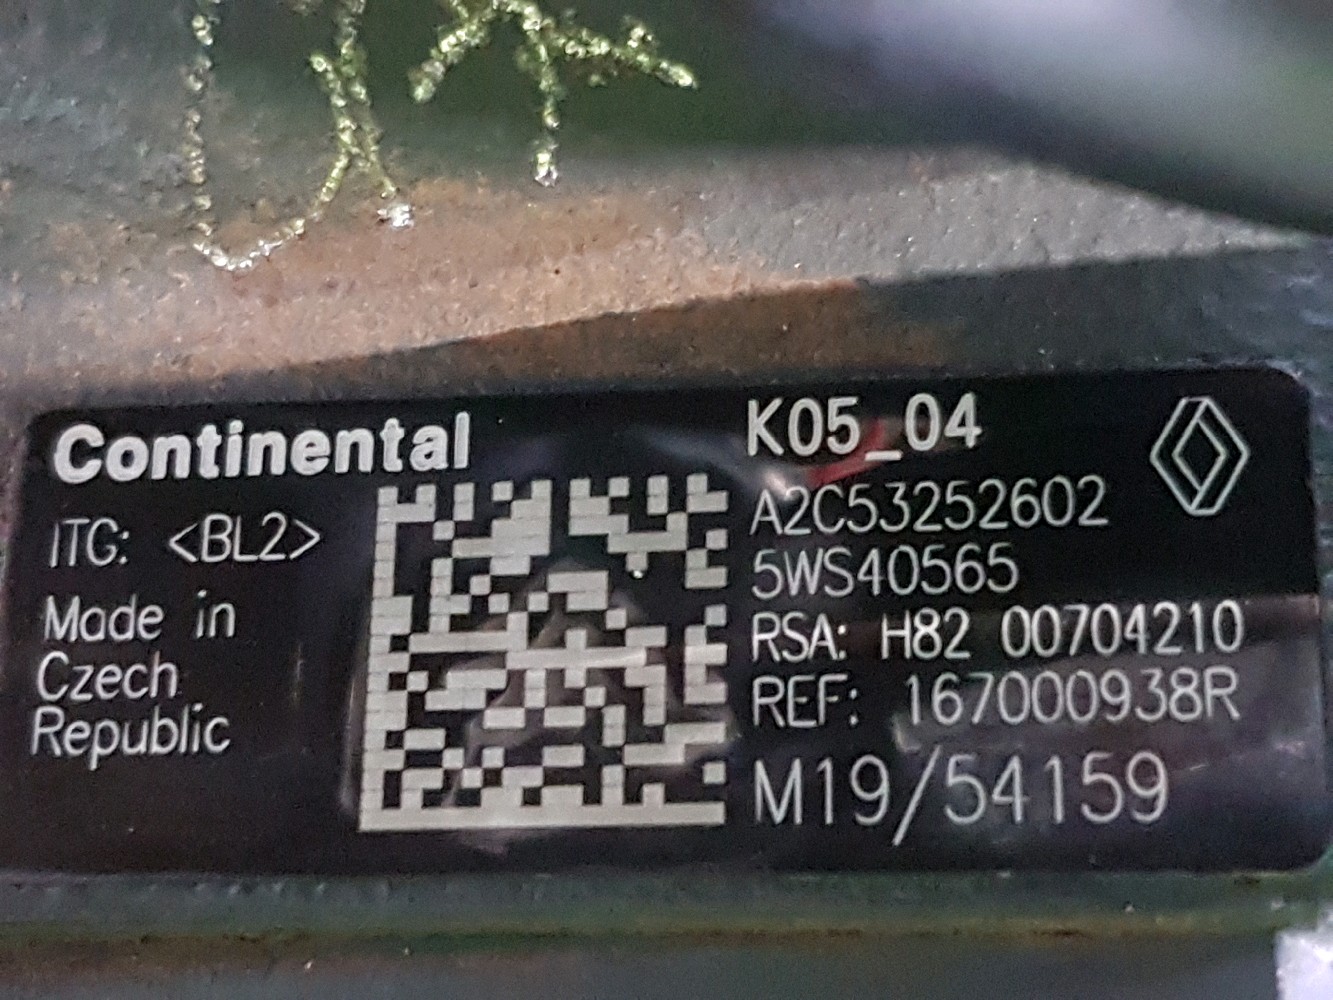 Continental
ITG: <BL2>
Made in
Czech
Republic
K05_04
A2C53252602
5WS40565
RSA: H82 00704210
REF: 167000938R
M19/54159